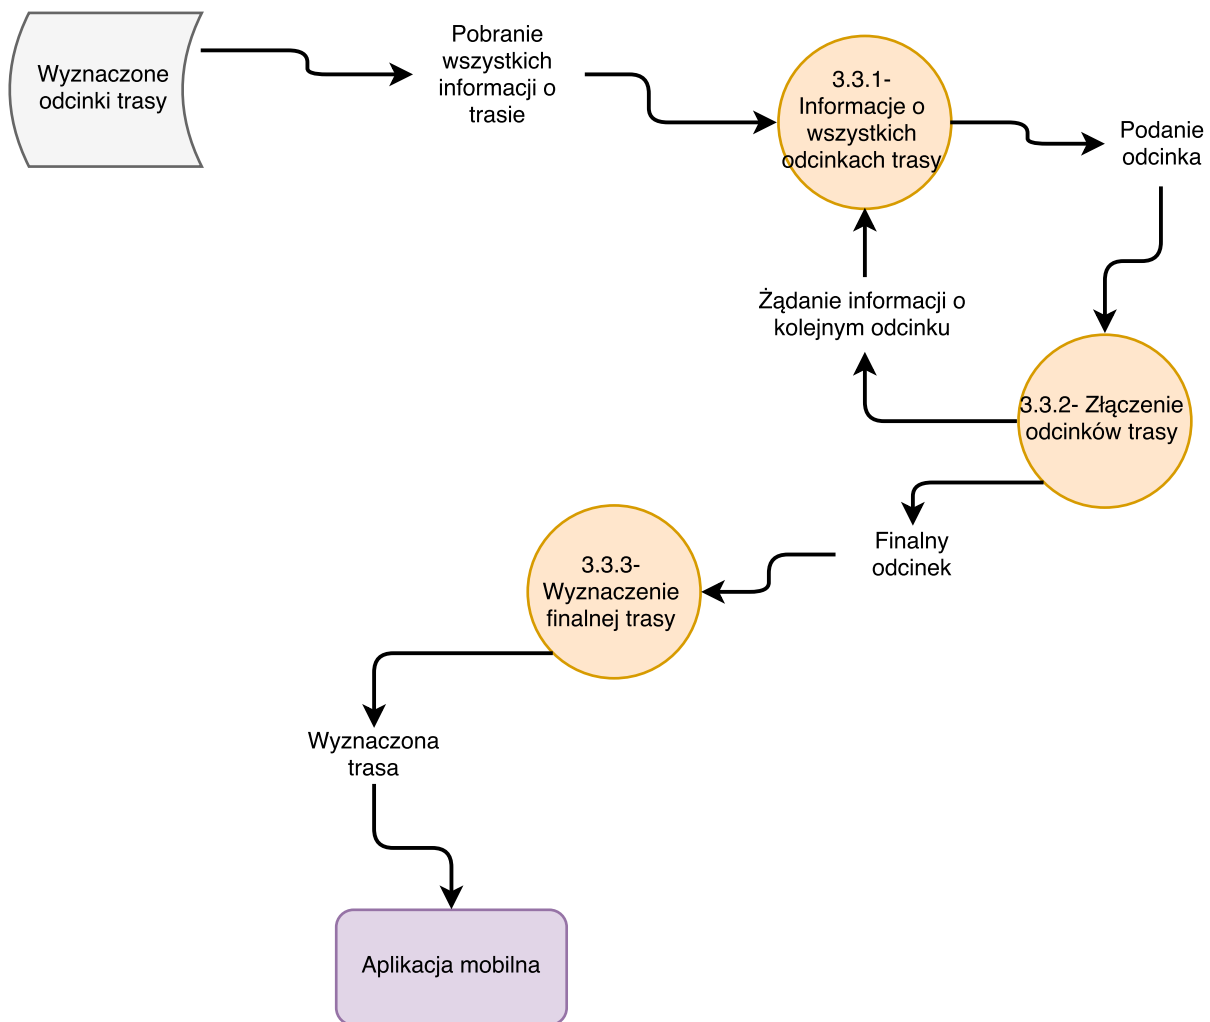 Wyznaczone
odcinki trasy
Pobranie
wszystkich
informacji o
trasie
3.3.1-
Informacje o
wszystkich
odcinkach trasy
Podanie
odcinka
Żądanie informacji o
kolejnym odcinku
3.3.2- Złączenie
odcinków trasy
Finalny
odcinek
3.3.3-
Wyznaczenie
finalnej trasy
Wyznaczona
trasa
Aplikacja mobilna